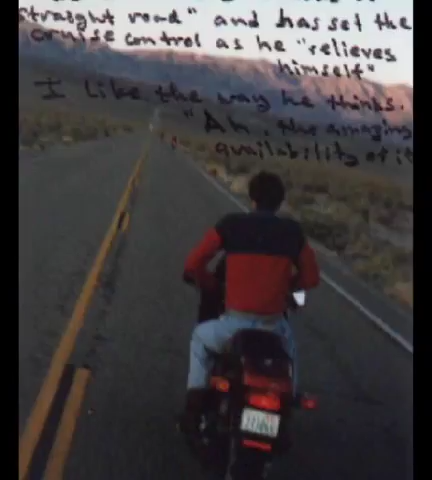 straight road" and has set the
cruise control as he "relieves
himself"
I like the way he thinks.
"Ah, the amazing
availability of it